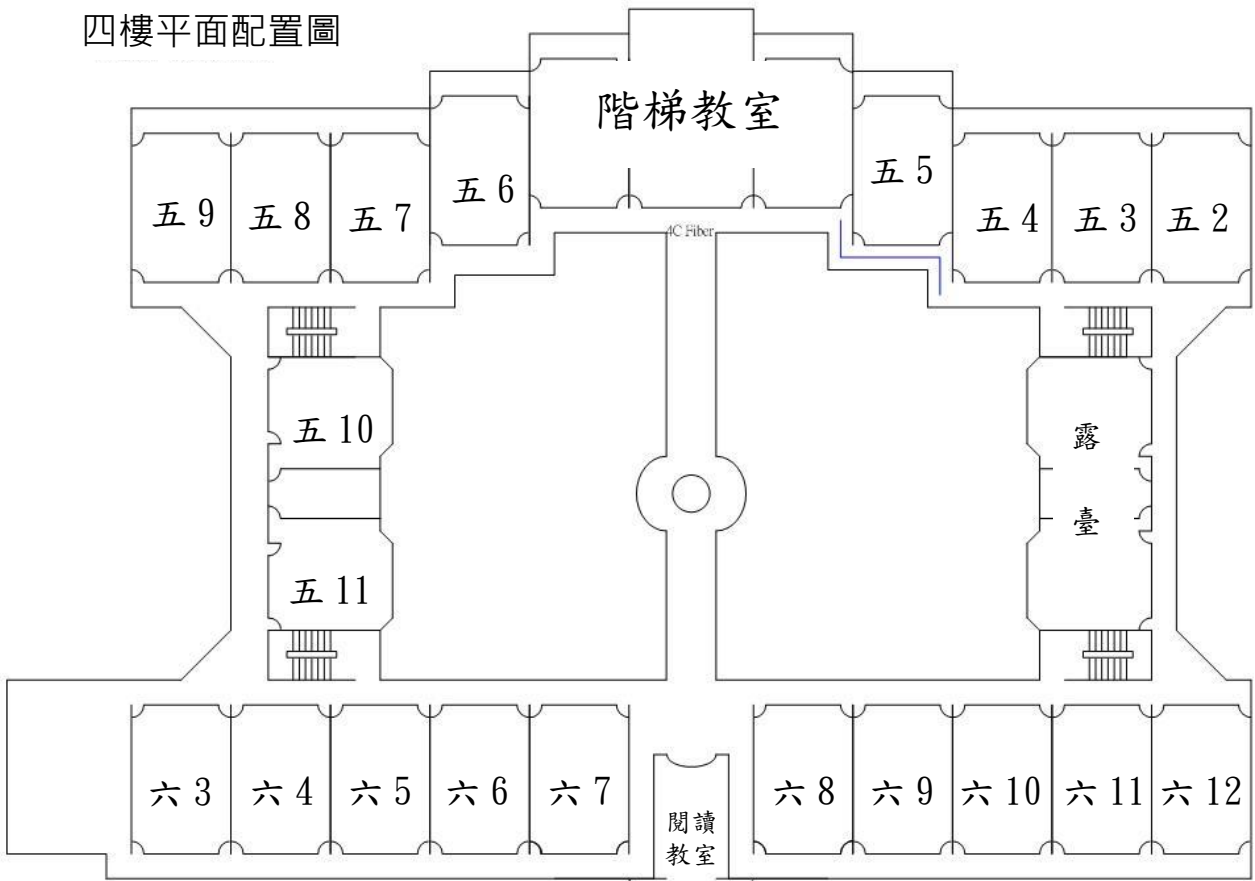 四樓平面配置圖
階梯教室
五 9
五 8
五 7
五 6
五 5
五 4
五 3
五 2
4C Fiber
五 10
露
臺
五 11
六 3
六 4
六 5
六 6
六 7
閱讀
教室
六 8
六 9
六 10
六 11
六 12